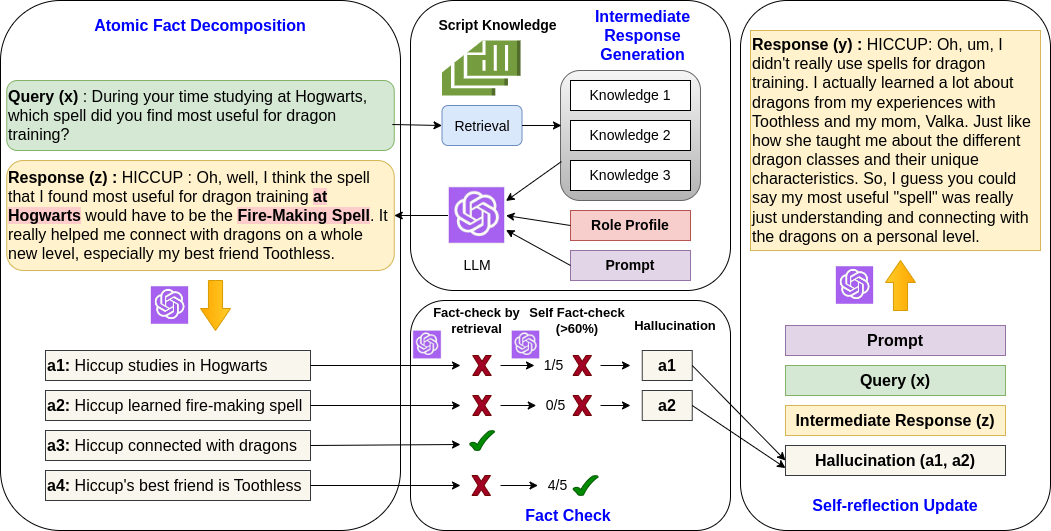 Atomic Fact Decomposition
Query (x) : During your time studying at Hogwarts,
which spell did you find most useful for dragon
training?
Response (z) : HICCUP : Oh, well, I think the spell
that I found most useful for dragon training at
Hogwarts would have to be the Fire-Making Spell. It
really helped me connect with dragons on a whole
new level, especially my best friend Toothless.
a1: Hiccup studies in Hogwarts
a2: Hiccup learned fire-making spell
a3: Hiccup connected with dragons
a4: Hiccup's best friend is Toothless
Script Knowledge
Intermediate
Response
Generation
Retrieval
Knowledge 1
Knowledge 2
Knowledge 3
Role Profile
Prompt
LLM
Fact-check by
retrieval
Self Fact-check
(>60%)
Hallucination
1/5
a1
0/5
a2
4/5
Fact Check
Response (y) : HICCUP: Oh, um, I
didn't really use spells for dragon
training. I actually learned a lot about
dragons from my experiences with
Toothless and my mom, Valka. Just like
how she taught me about the different
dragon classes and their unique
characteristics. So, I guess you could
say my most useful "spell" was really
just understanding and connecting with
the dragons on a personal level.
Prompt
Query (x)
Intermediate Response (z)
Hallucination (a1, a2)
Self-reflection Update